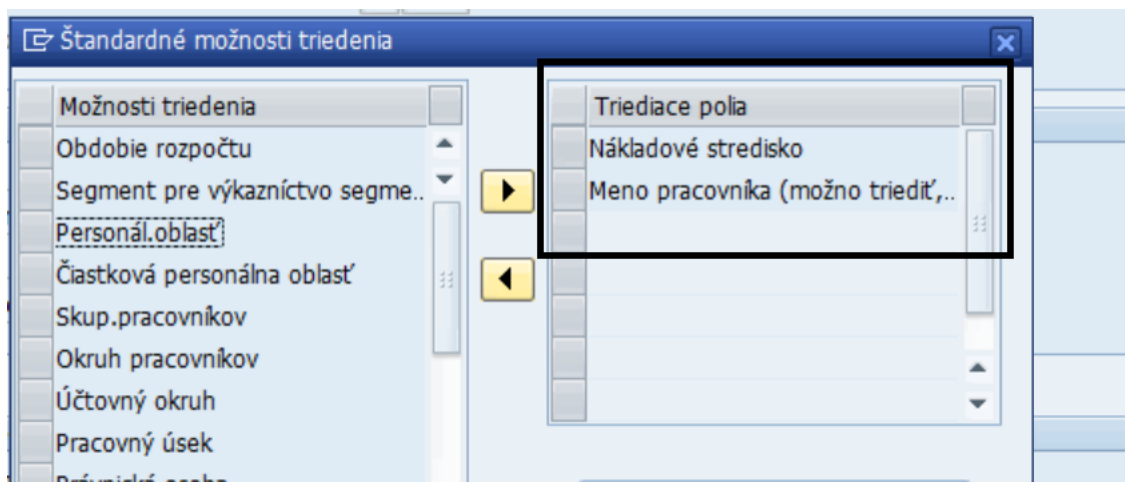 Štandardné možnosti triedenia
Možnosti triedenia
Obdobie rozpočtu
Segment pre výkazníctvo segme..
Personál.oblasť
Čiastková personálna oblasť
Skup.pracovníkov
Okruh pracovníkov
Účtovný okruh
Pracovný úsek
Triediace polia
Nákladové stredisko
Meno pracovníka (možno triediť,..